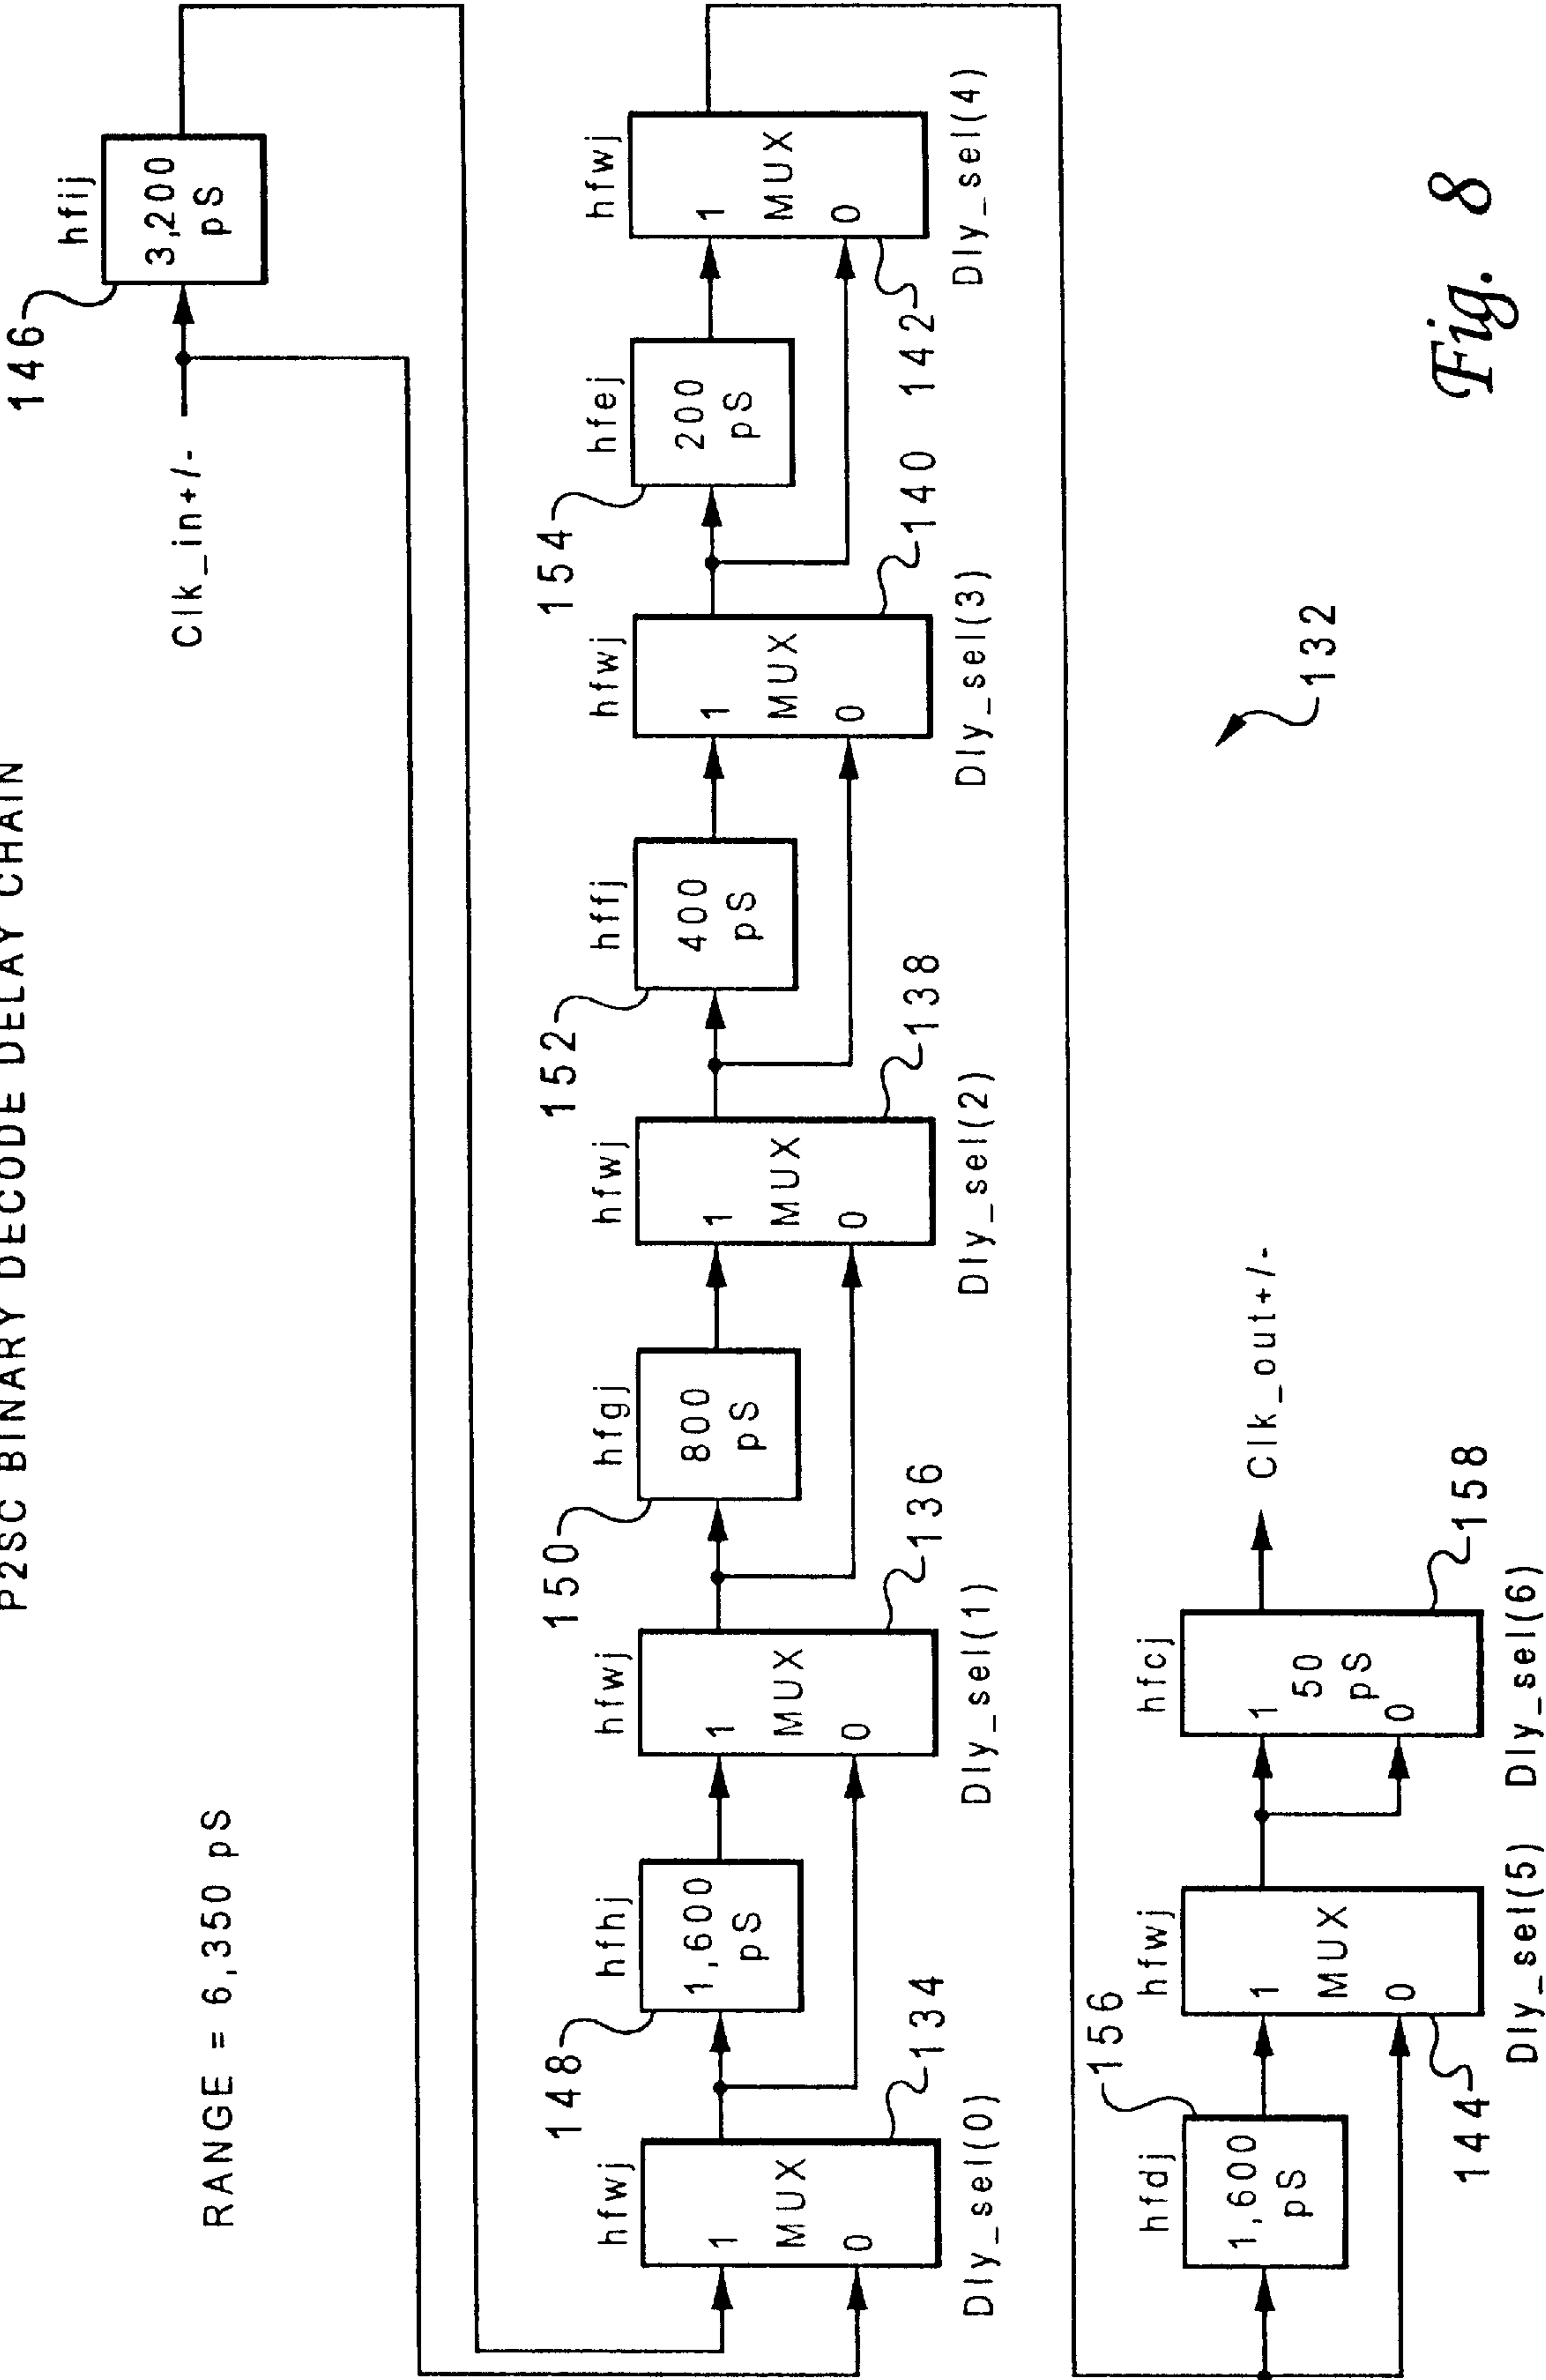 P2SC BINARY DECODE DELAY CHAIN
RANGE = 6,350 pS
146
hfij
3,200
pS
Clk_in+/-
148
150
152
154
hfwj
hfhj
hfwj
hfgj
hfwj
hffj
hfwj
hfej
hfwj
1
MUX
0
1,600
pS
1
MUX
0
800
pS
1
MUX
0
400
pS
1
MUX
0
200
pS
1
MUX
0
134
136
138
140
142
Dly_sel(0)
Dly_sel(1)
Dly_sel(2)
Dly_sel(3)
Dly_sel(4)
156
hfdj
hfwj
hfcj
1,600
pS
1
MUX
0
1
50
pS
0
Clk_out+/-
144
158
Dly_sel(5)
Dly_sel(6)
132
Fig. 8